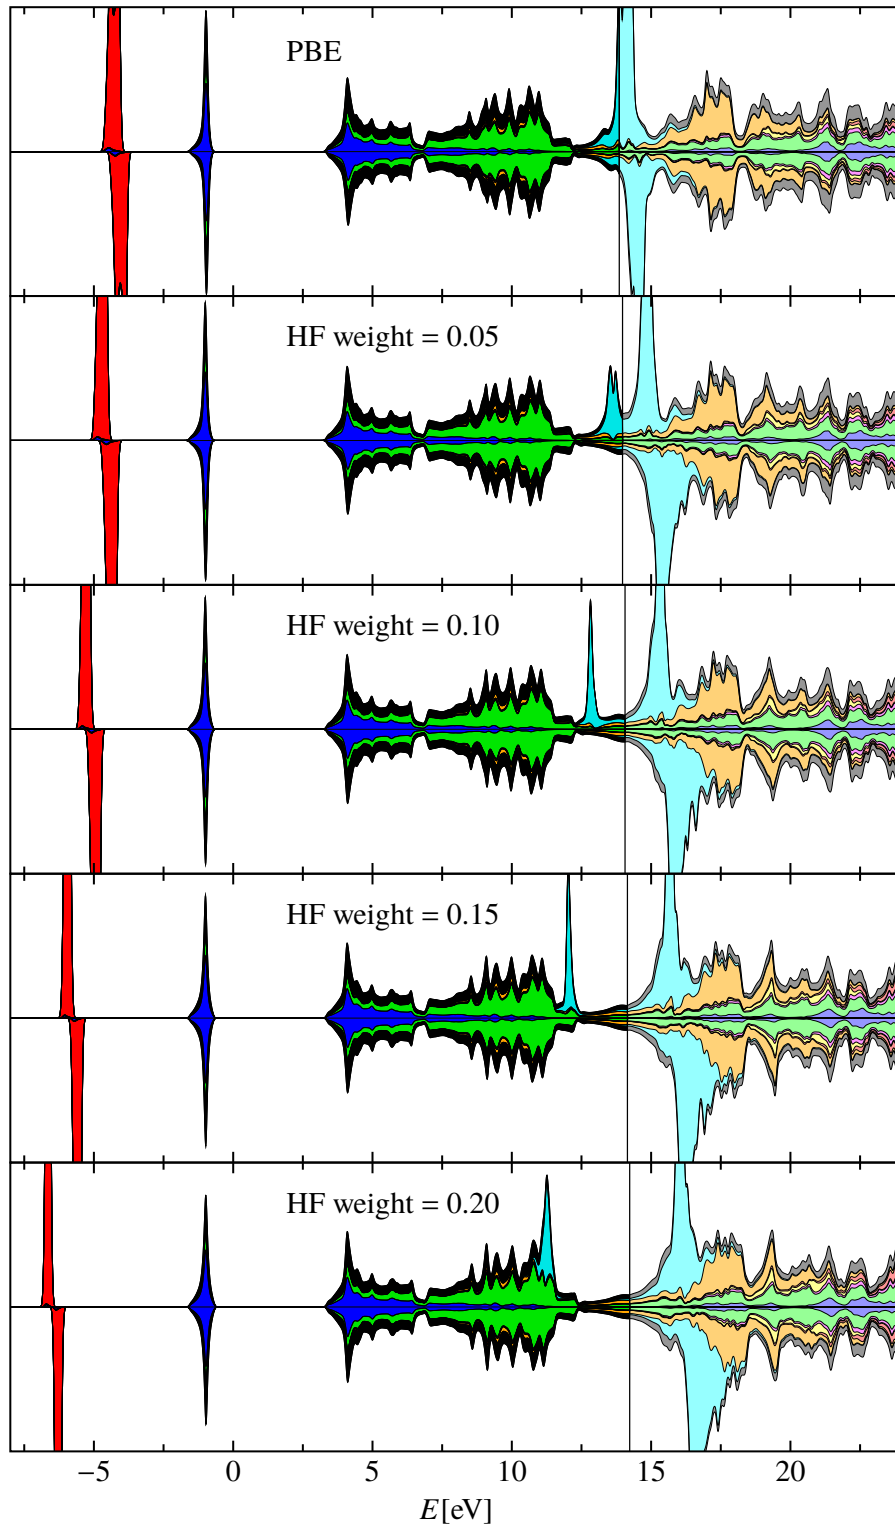 PBE
HF weight = 0.05
HF weight = 0.10
HF weight = 0.15
HF weight = 0.20
−5 0 5 10 15 20
E[eV]